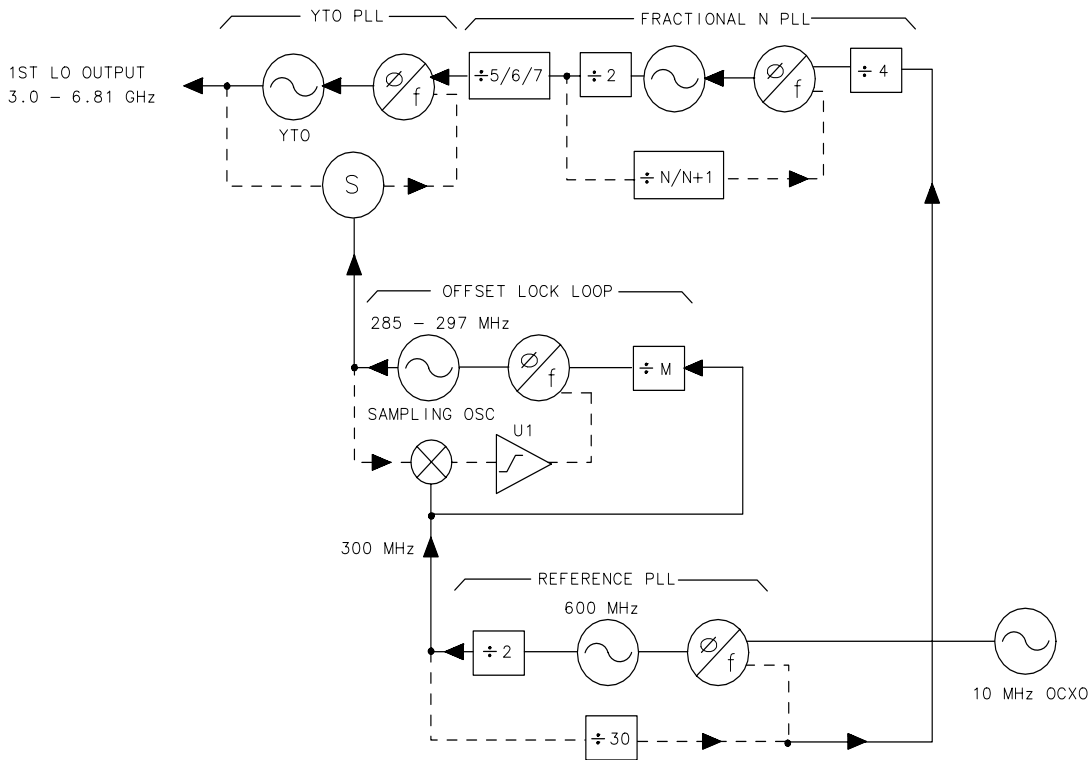 YTO PLL
FRACTIONAL N PLL
1ST LO OUTPUT
3.0 – 6.81 GHz
YTO
Ø/f
÷5/6/7
÷2
Ø/f
÷4
S
÷ N/N+1
OFFSET LOCK LOOP
285 – 297 MHz
Ø/f
÷ M
SAMPLING OSC
U1
300 MHz
REFERENCE PLL
600 MHz
÷2
Ø/f
10 MHz OCXO
÷30